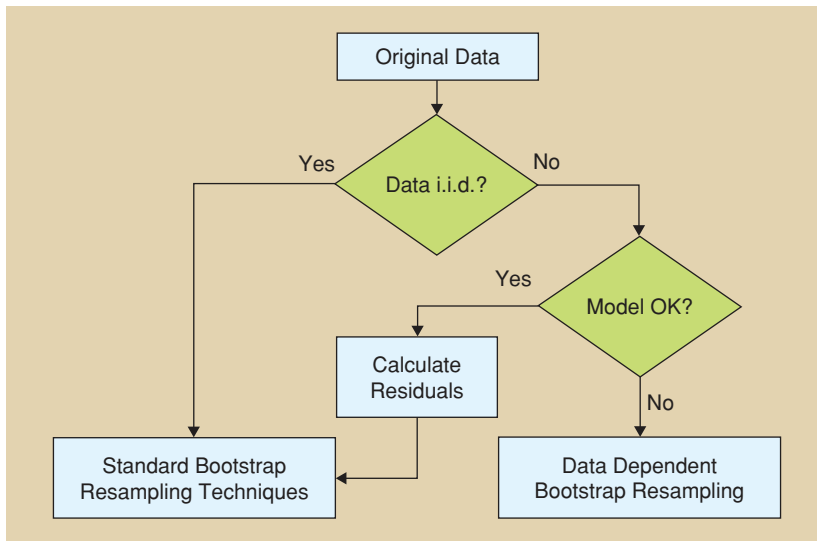 Original Data
Yes
No
Data i.i.d.?
Yes
Model OK?
Calculate
Residuals
No
Standard Bootstrap
Resampling Techniques
Data Dependent
Bootstrap Resampling